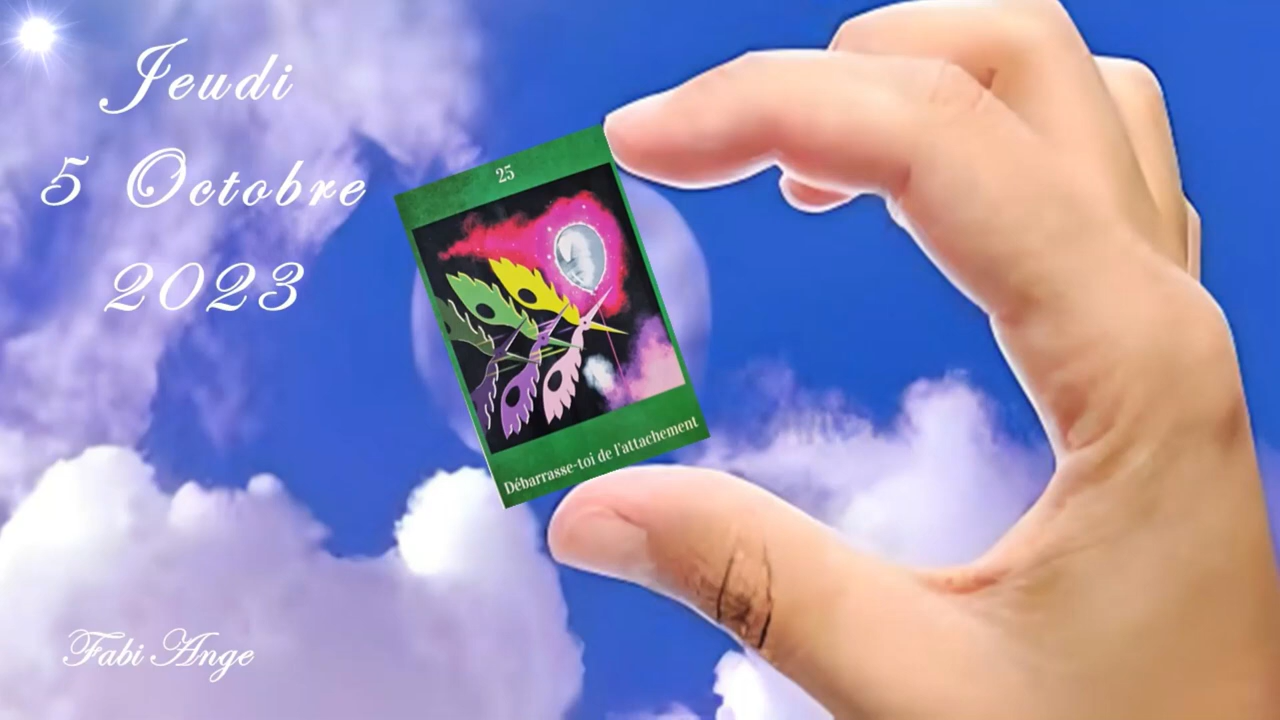 Jeudi
5 Octobre
2023
25
Débarrasse-toi de l'attachement
Fabi Ange